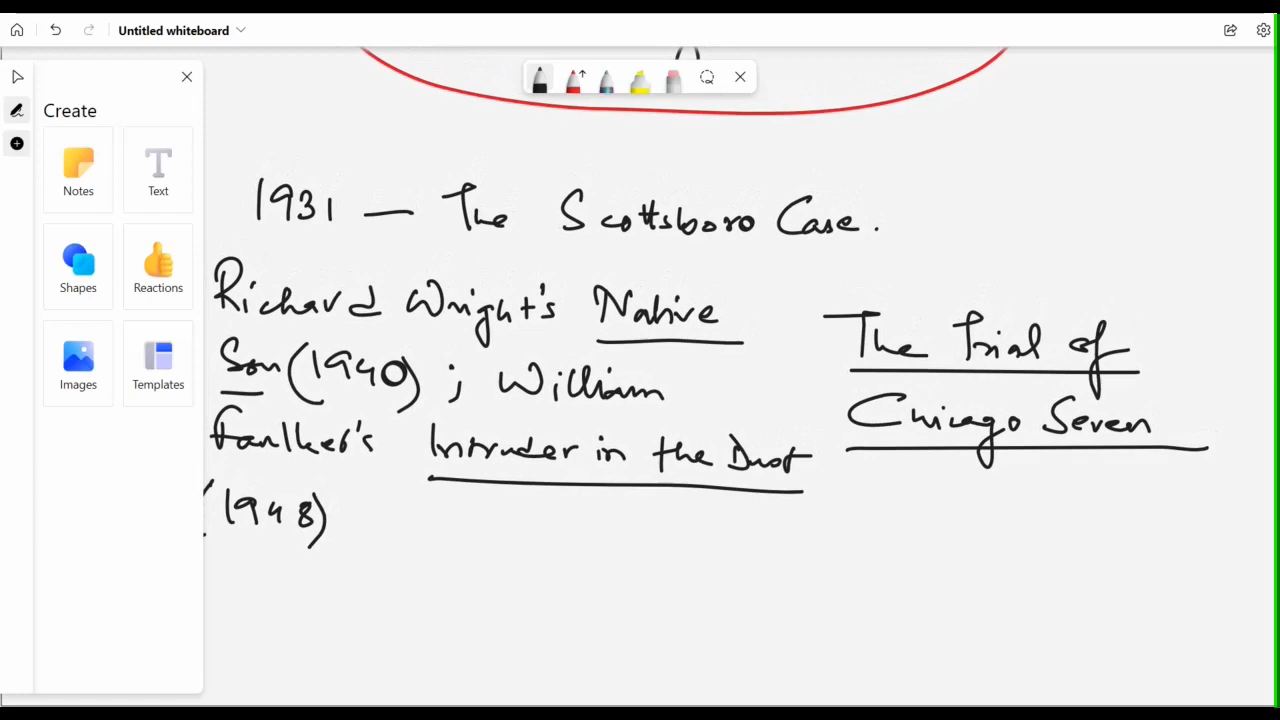 Untitled whiteboard
Create
Notes
Text
Shapes
Reactions
Images
Templates
1931 — The Scottsboro Case.
Richard Wright's Native
Son (1940) ; William
Faulker's Intruder in the Dust
(1948)
The Trial of
Chicago Seven